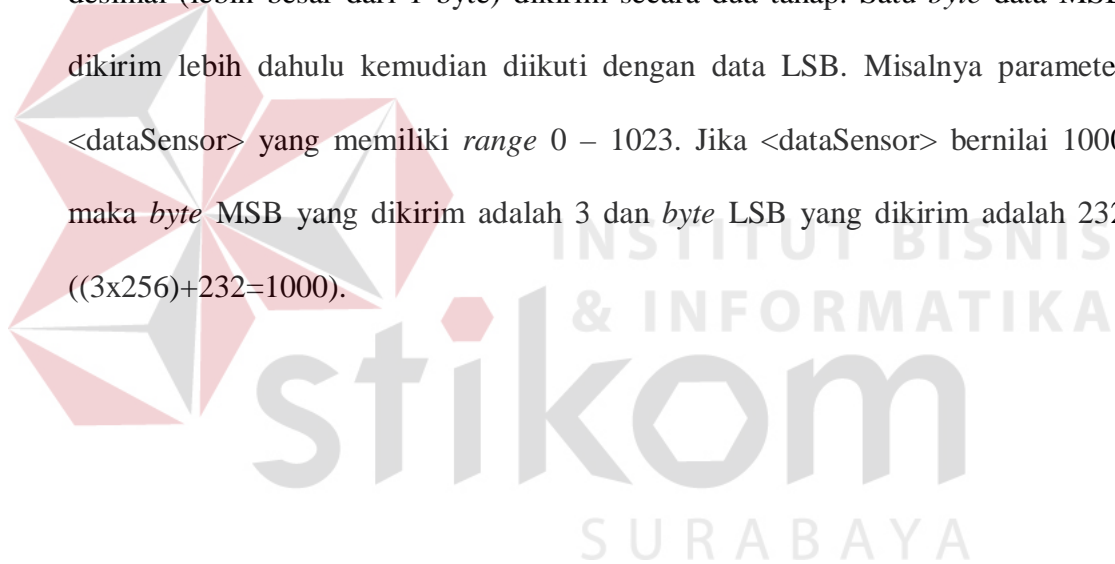 desimal (lebih besar dari 1 byte) dikirim secara dua tahap. Satu byte data MSB
dikirim lebih dahulu kemudian diikuti dengan data LSB. Misalnya paramete
<dataSensor> yang memiliki range 0 – 1023. Jika <dataSensor> bernilai 1000
maka byte MSB yang dikirim adalah 3 dan byte LSB yang dikirim adalah 232
((3x256)+232=1000).
INSTITUT BISNIS
& INFORMATIKA
stikom
SURABAYA